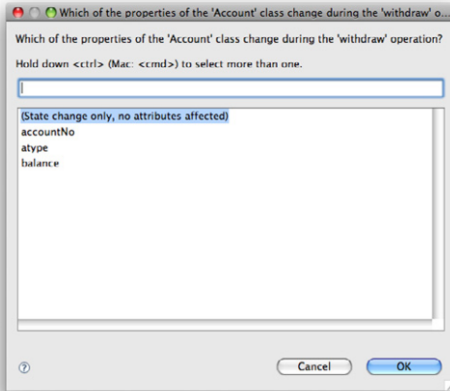 Which of the properties of the 'Account' class change during the 'withdraw' o...
Which of the properties of the 'Account' class change during the 'withdraw' operation?
Hold down <ctrl> (Mac: <cmd>) to select more than one.
(State change only, no attributes affected)
accountNo
atype
balance
?
Cancel
OK